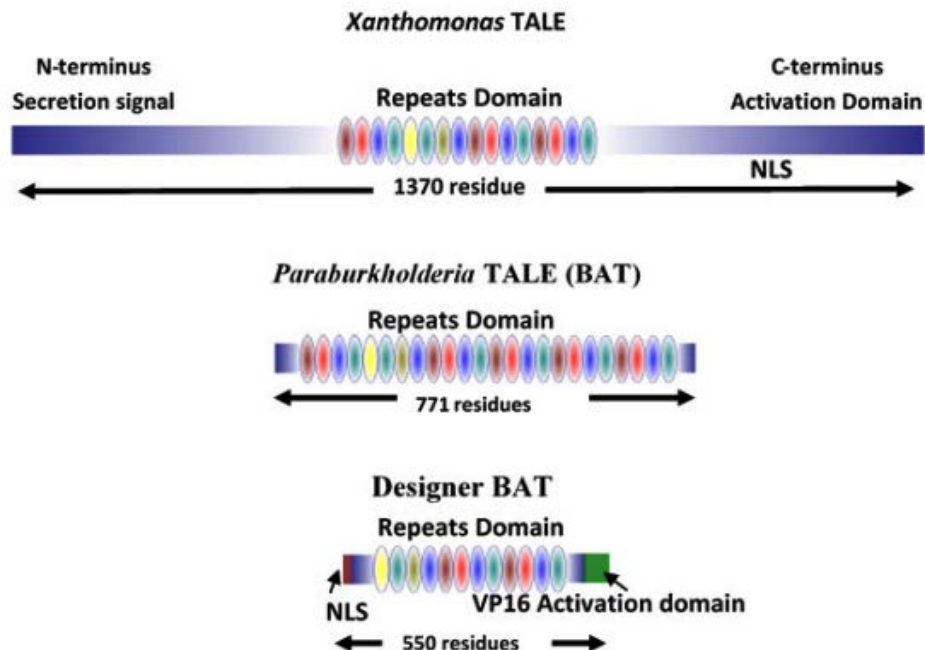 Xanthomonas TALE
N-terminus
Secretion signal
Repeats Domain
C-terminus
Activation Domain
NLS
1370 residue
Paraburkholderia TALE (BAT)
Repeats Domain
771 residues
Designer BAT
Repeats Domain
NLS
VP16 Activation domain
550 residues